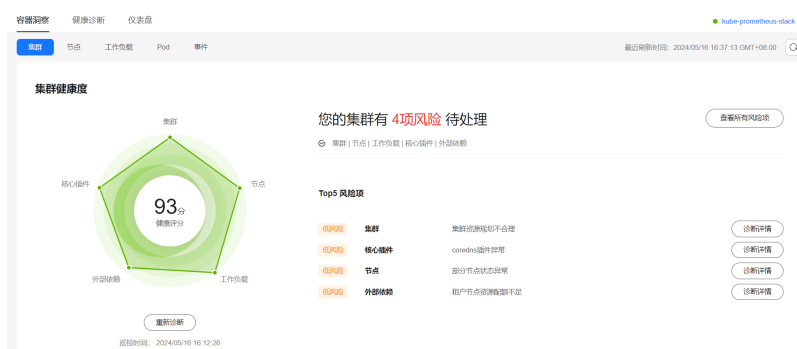 容器洞察 健康诊断 仪表盘
kube-prometheus-stack
集群 节点 工作负载 Pod 事件
最近刷新时间： 2024/05/16 16:37:13 GMT+08:00
集群健康度
集群
您的集群有 4项风险 待处理
查看所有风险项
集群 | 节点 | 工作负载 | 核心插件 | 外部依赖
核心插件
节点
93分
健康评分
外部依赖
工作负载
Top5 风险项
低风险 集群 集群资源规划不合理 诊断详情
低风险 核心插件 coredns插件异常 诊断详情
低风险 节点 部分节点状态异常 诊断详情
低风险 外部依赖 租户节点资源配额不足 诊断详情
重新诊断
巡检时间： 2024/05/16 16:12:26